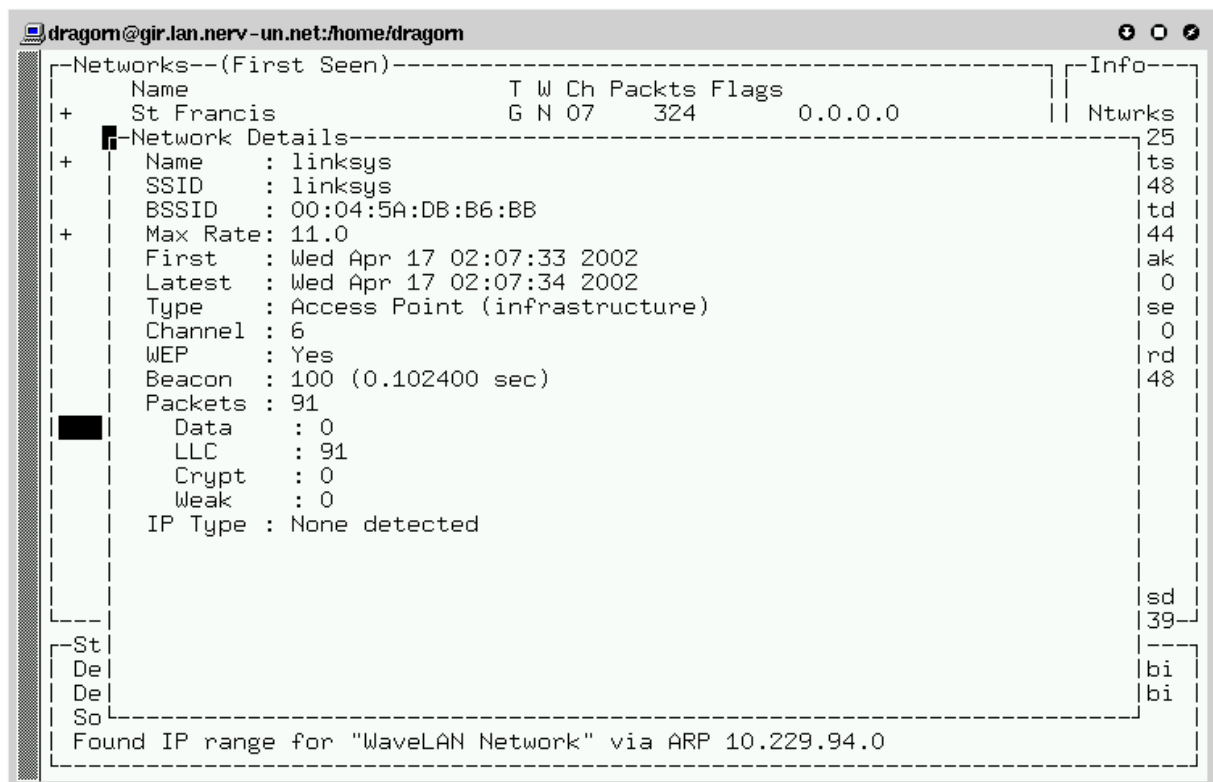 dragorn@gir.lan.nerv-un.net:/home/dragorn
Networks--(First Seen)
Info
Name T W Ch Packts Flags
+ St Francis G N 07 324 0.0.0.0
Ntwrks
Network Details
25
+ Name : linksys
ts
SSID : linksys
48
BSSID : 00:04:5A:DB:B6:BB
td
+ Max Rate: 11.0
44
First : Wed Apr 17 02:07:33 2002
ak
Latest : Wed Apr 17 02:07:34 2002
0
Type : Access Point (infrastructure)
se
Channel : 6
0
WEP : Yes
rd
Beacon : 100 (0.102400 sec)
48
Packets : 91
Data : 0
LLC : 91
Crypt : 0
Weak : 0
IP Type : None detected
sd
39
St
De
bi
De
bi
So
Found IP range for "WaveLAN Network" via ARP 10.229.94.0